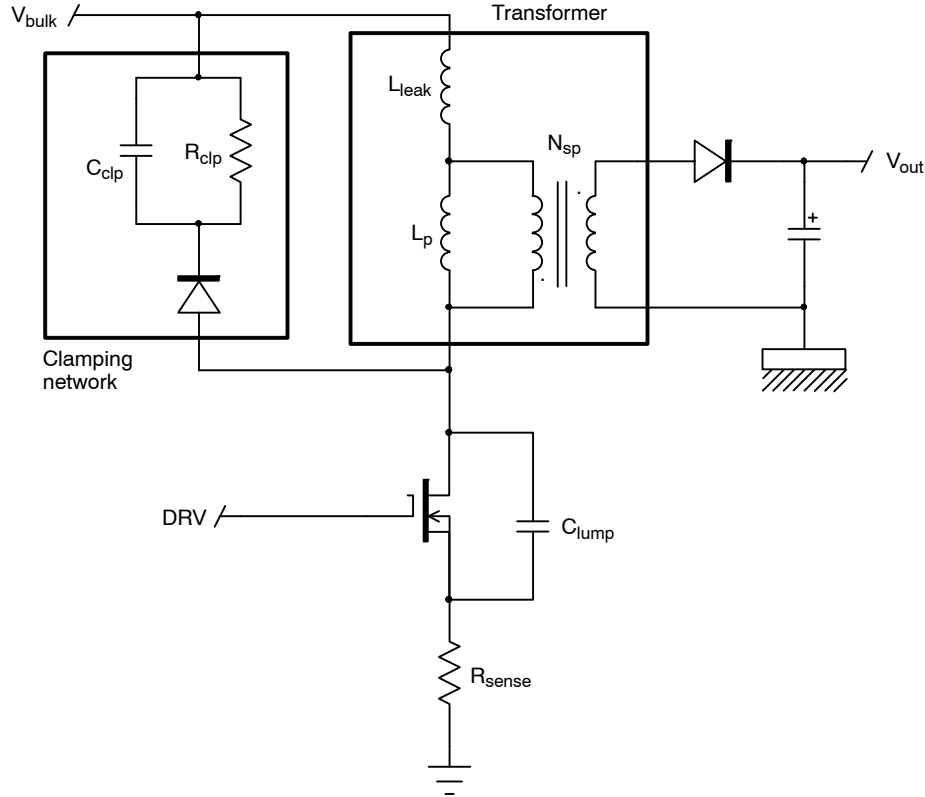 Transformer
Vbulk
Lleak
Nsp
Cclp
Rclp
Vout
Lp
+
Clamping
network
DRV
Clump
Rsense